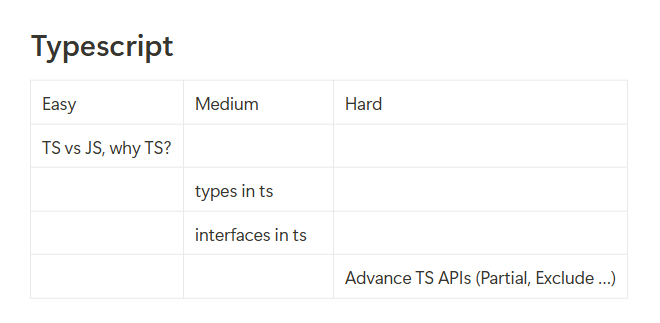 Typescript
Easy Medium Hard
TS vs JS, why TS?
types in ts
interfaces in ts
Advance TS APIs (Partial, Exclude ...)